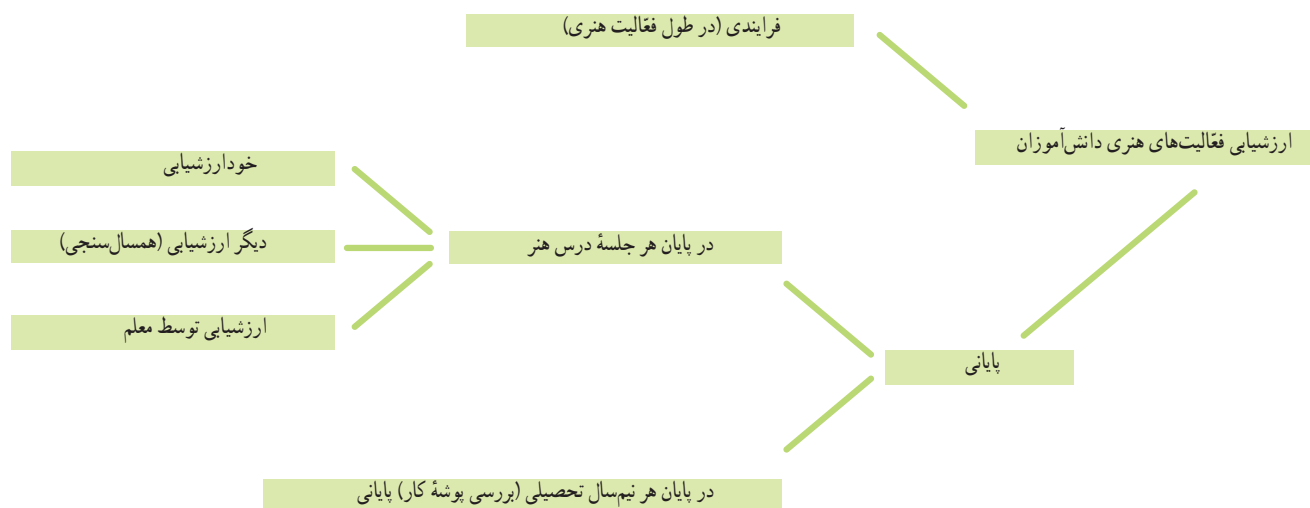 فرایندی (در طول فعّالیت هنری)
ارزشیابی فعّالیت‌های هنری دانش‌آموزان
خودارزشیابی
دیگر ارزشیابی (همسال‌سنجی)
در پایان هر جلسهٔ درس هنر
ارزشیابی توسط معلم
پایانی
در پایان هر نیم‌سال تحصیلی (بررسی پوشهٔ کار) پایانی